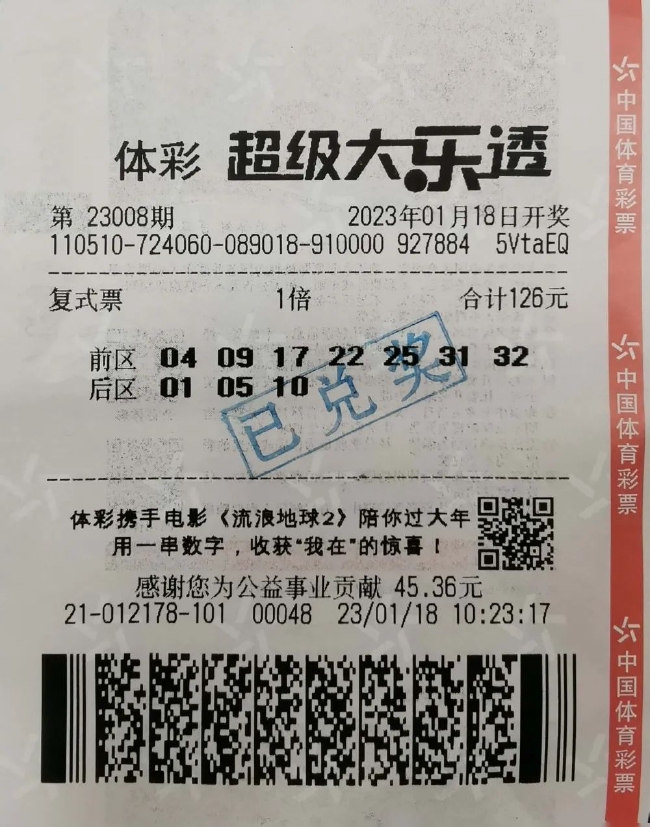 体彩 超级大乐透
第 23008期 2023年01月18日开奖
110510-724060-089018-910000 927884 5VtaEQ
复式票 1倍 合计126元
前区 04 09 17 22 25 31 32
后区 01 05 10
已兑奖
体彩携手电影《流浪地球2》陪你过大年
用一串数字，收获“我在”的惊喜！
感谢您为公益事业贡献 45.36元
21-012178-101 00048 23/01/18 10:23:17
中国体育彩票
中国体育彩票
中国体育彩票